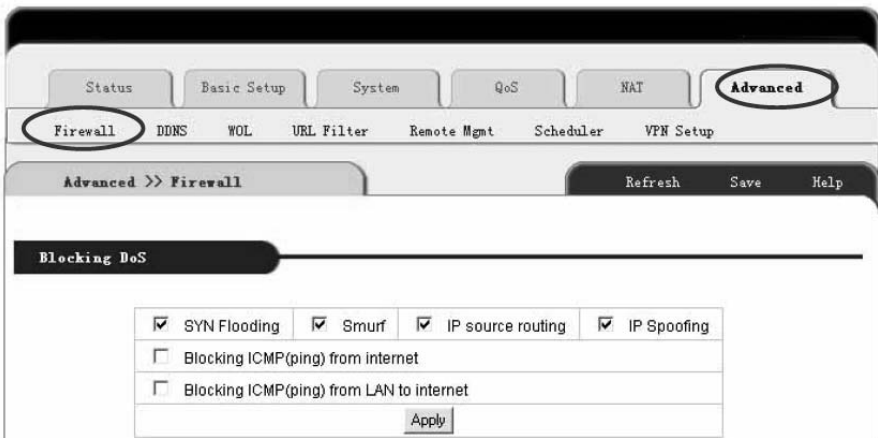 Status Basic Setup System QoS NAT Advanced
Firewall DDNS WOL URL Filter Remote Mgmt Scheduler VPN Setup
Advanced >> Firewall Refresh Save Help
Blocking DoS
SYN Flooding Smurf IP source routing IP Spoofing
Blocking ICMP(ping) from internet
Blocking ICMP(ping) from LAN to internet
Apply